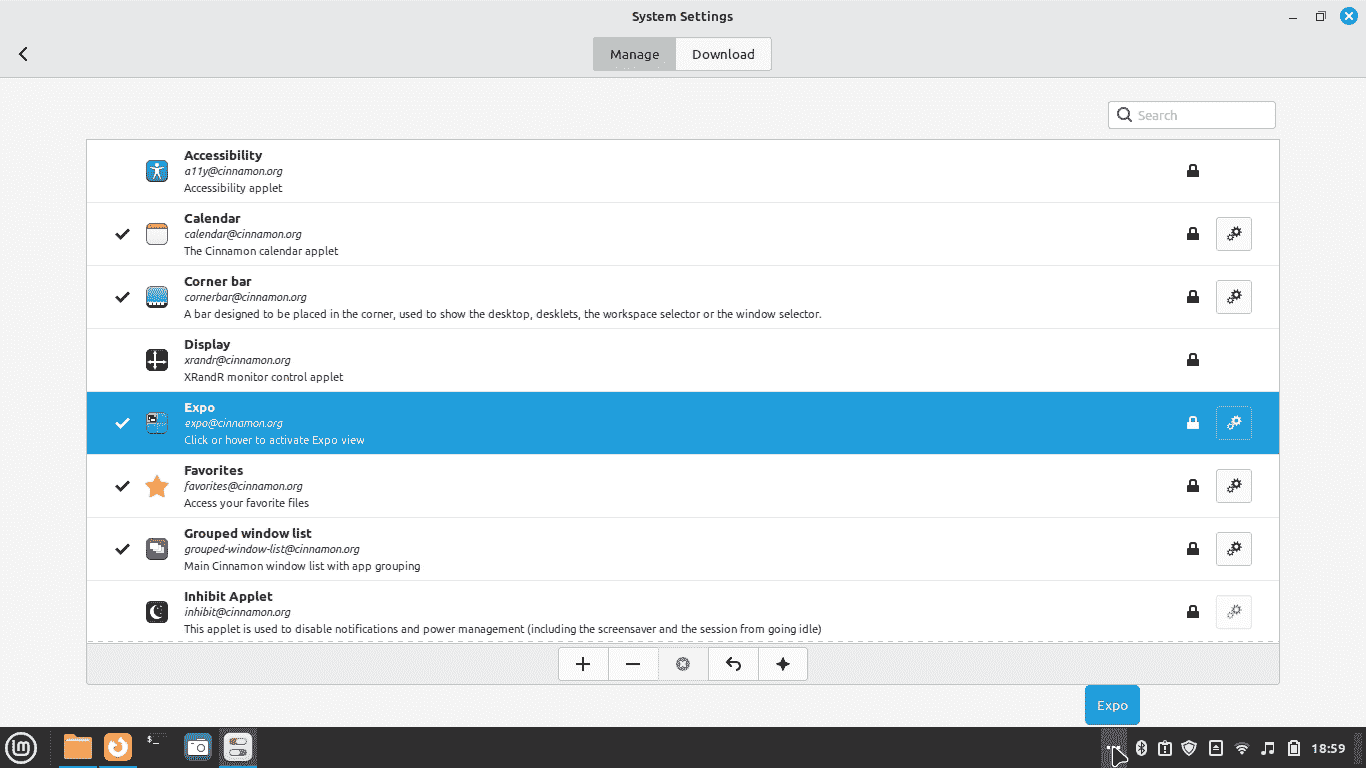 System Settings
Manage
Download
Search
Accessibility
a11y@cinnamon.org
Accessibility applet
Calendar
calendar@cinnamon.org
The Cinnamon calendar applet
Corner bar
cornerbar@cinnamon.org
A bar designed to be placed in the corner, used to show the desktop, desklets, the workspace selector or the window selector.
Display
xrandr@cinnamon.org
XRandR monitor control applet
Expo
expo@cinnamon.org
Click or hover to activate Expo view
Favorites
favorites@cinnamon.org
Access your favorite files
Grouped window list
grouped-window-list@cinnamon.org
Main Cinnamon window list with app grouping
Inhibit Applet
inhibit@cinnamon.org
This applet is used to disable notifications and power management (including the screensaver and the session from going idle)
Expo
18:59